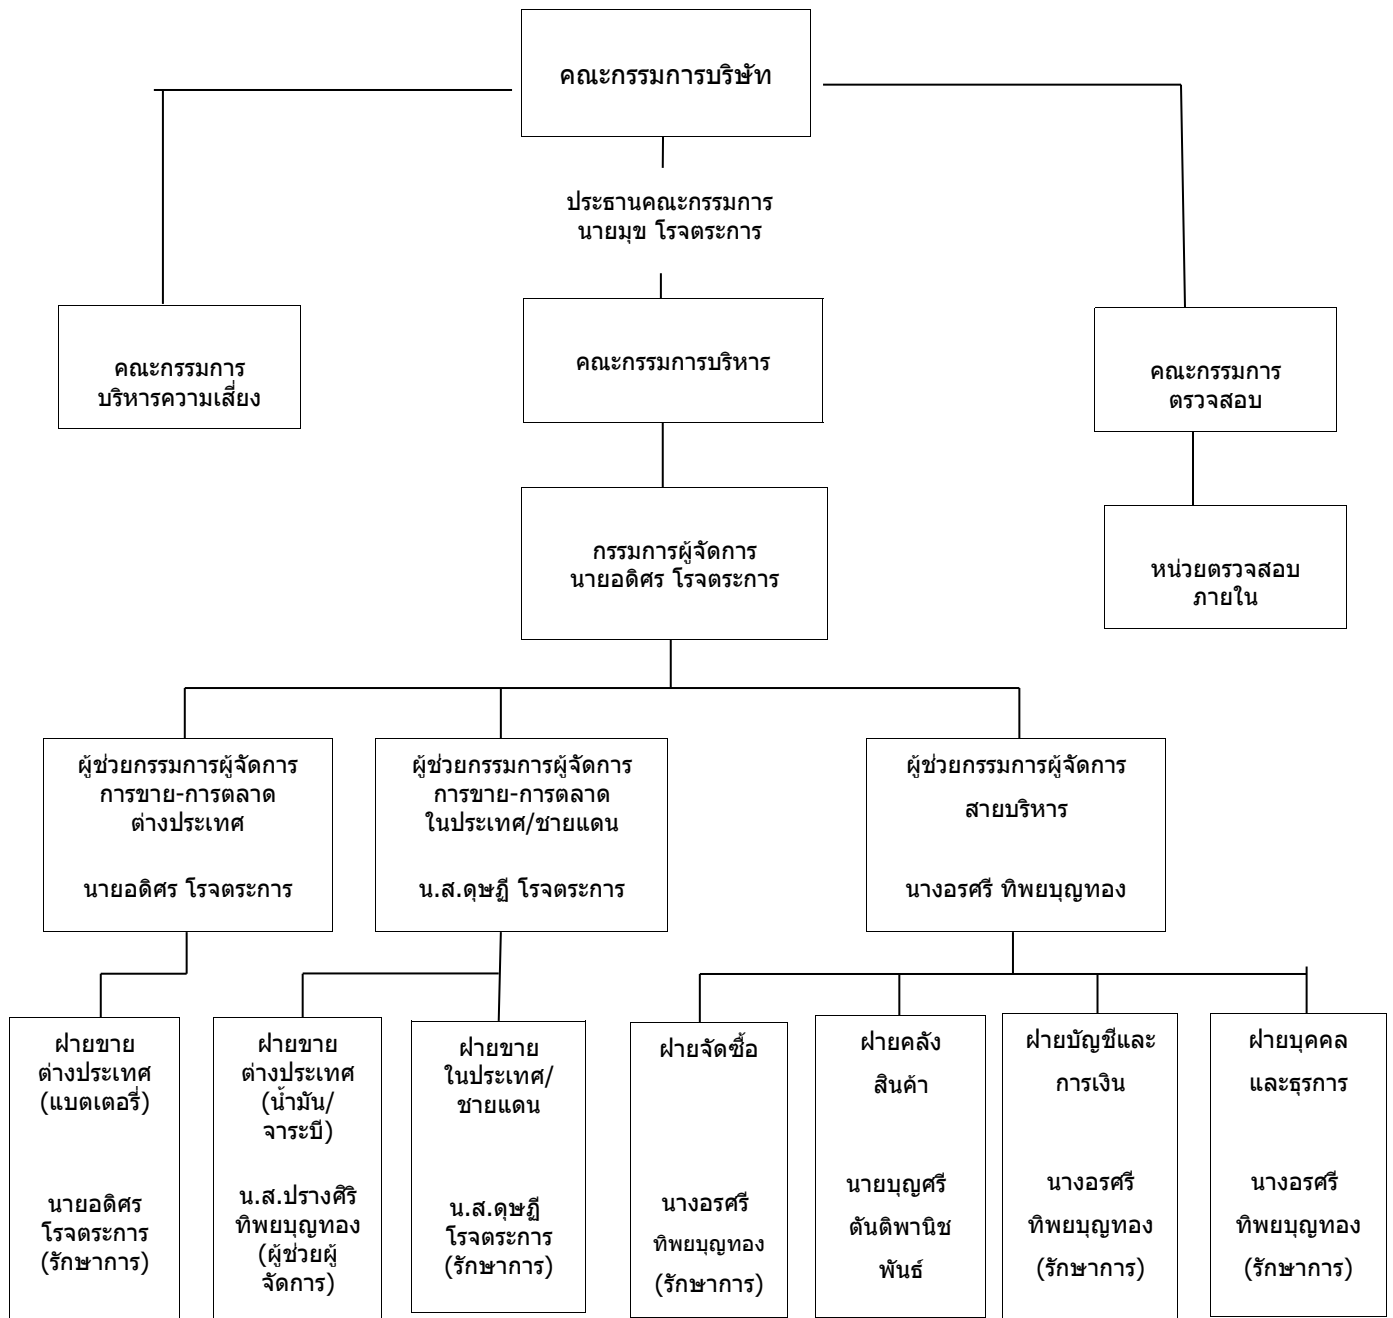 คณะกรรมการบริษัท
ประธานคณะกรรมการ
นายมุข โรจตระการ
คณะกรรมการ
บริหารความเสี่ยง
คณะกรรมการบริหาร
คณะกรรมการ
ตรวจสอบ
กรรมการผู้จัดการ
นายอดิศร โรจตระการ
หน่วยตรวจสอบ
ภายใน
ผู้ช่วยกรรมการผู้จัดการ
การขาย-การตลาด
ต่างประเทศ
นายอดิศร โรจตระการ
ผู้ช่วยกรรมการผู้จัดการ
การขาย-การตลาด
ในประเทศ/ชายแดน
น.ส.ดุษฎี โรจตระการ
ผู้ช่วยกรรมการผู้จัดการ
สายบริหาร
นางอรศรี ทิพยบุญทอง
ฝ่ายขาย
ต่างประเทศ
(แบตเตอรี่)
นายอดิศร
โรจตระการ
(รักษาการ)
ฝ่ายขาย
ต่างประเทศ
(น้ำมัน/
จาระบี)
น.ส.ปรางศิริ
ทิพยบุญทอง
(ผู้ช่วยผู้
จัดการ)
ฝ่ายขาย
ในประเทศ/
ชายแดน
น.ส.ดุษฎี
โรจตระการ
(รักษาการ)
ฝ่ายจัดซื้อ
นางอรศรี
ทิพยบุญทอง
(รักษาการ)
ฝ่ายคลัง
สินค้า
นายบุญศรี
ตันติพานิช
พันธ์
ฝ่ายบัญชีและ
การเงิน
นางอรศรี
ทิพยบุญทอง
(รักษาการ)
ฝ่ายบุคคล
และธุรการ
นางอรศรี
ทิพยบุญทอง
(รักษาการ)